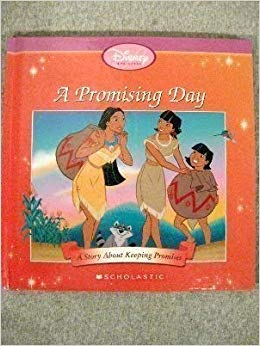 Disney
A Promising Day
A Story About Keeping Promises
SCHOLASTIC